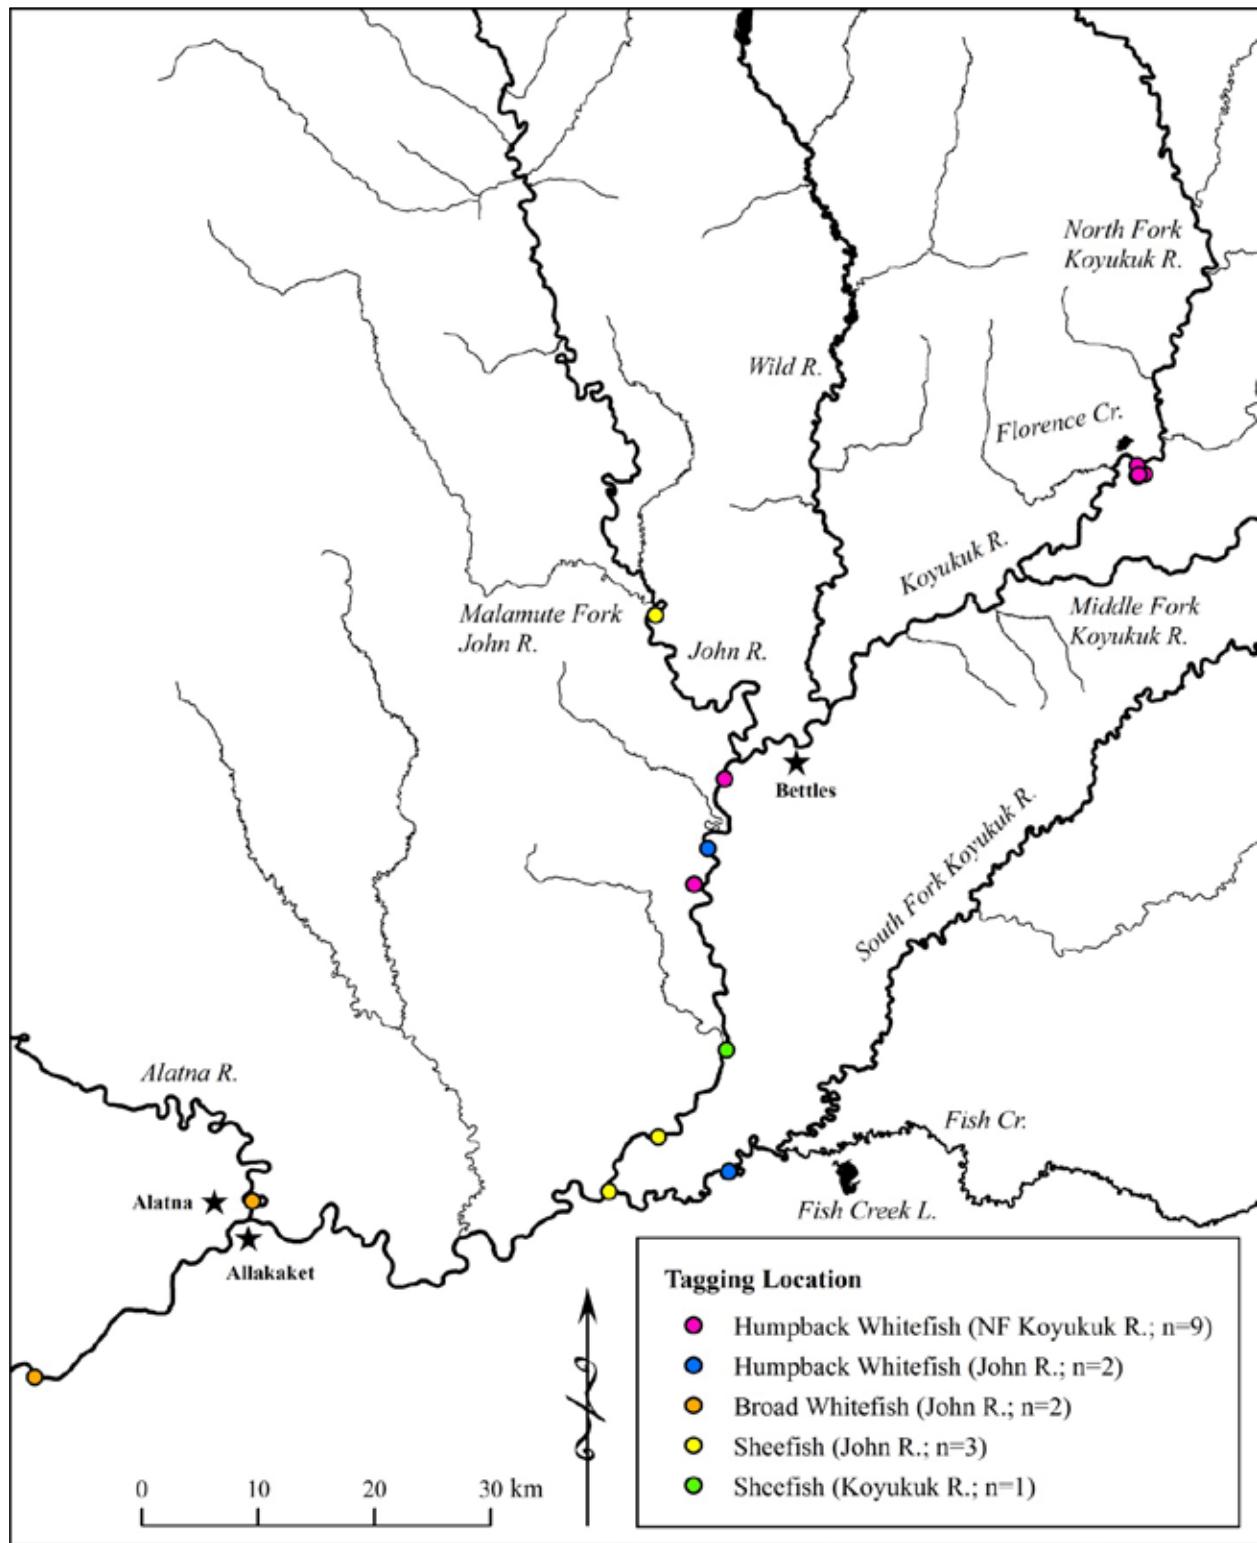 North Fork
Koyukuk R.
Wild R.
Florence Cr.
Koyukuk R.
Malamute Fork
John R.
John R.
Middle Fork
Koyukuk R.
Bettles
South Fork Koyukuk R.
Alatna R.
Fish Cr.
Alatna
Fish Creek L.
Allakaket
Tagging Location
Humpback Whitefish (NF Koyukuk R.; n=9)
Humpback Whitefish (John R.; n=2)
Broad Whitefish (John R.; n=2)
Sheefish (John R.; n=3)
Sheefish (Koyukuk R.; n=1)
0 10 20 30 km